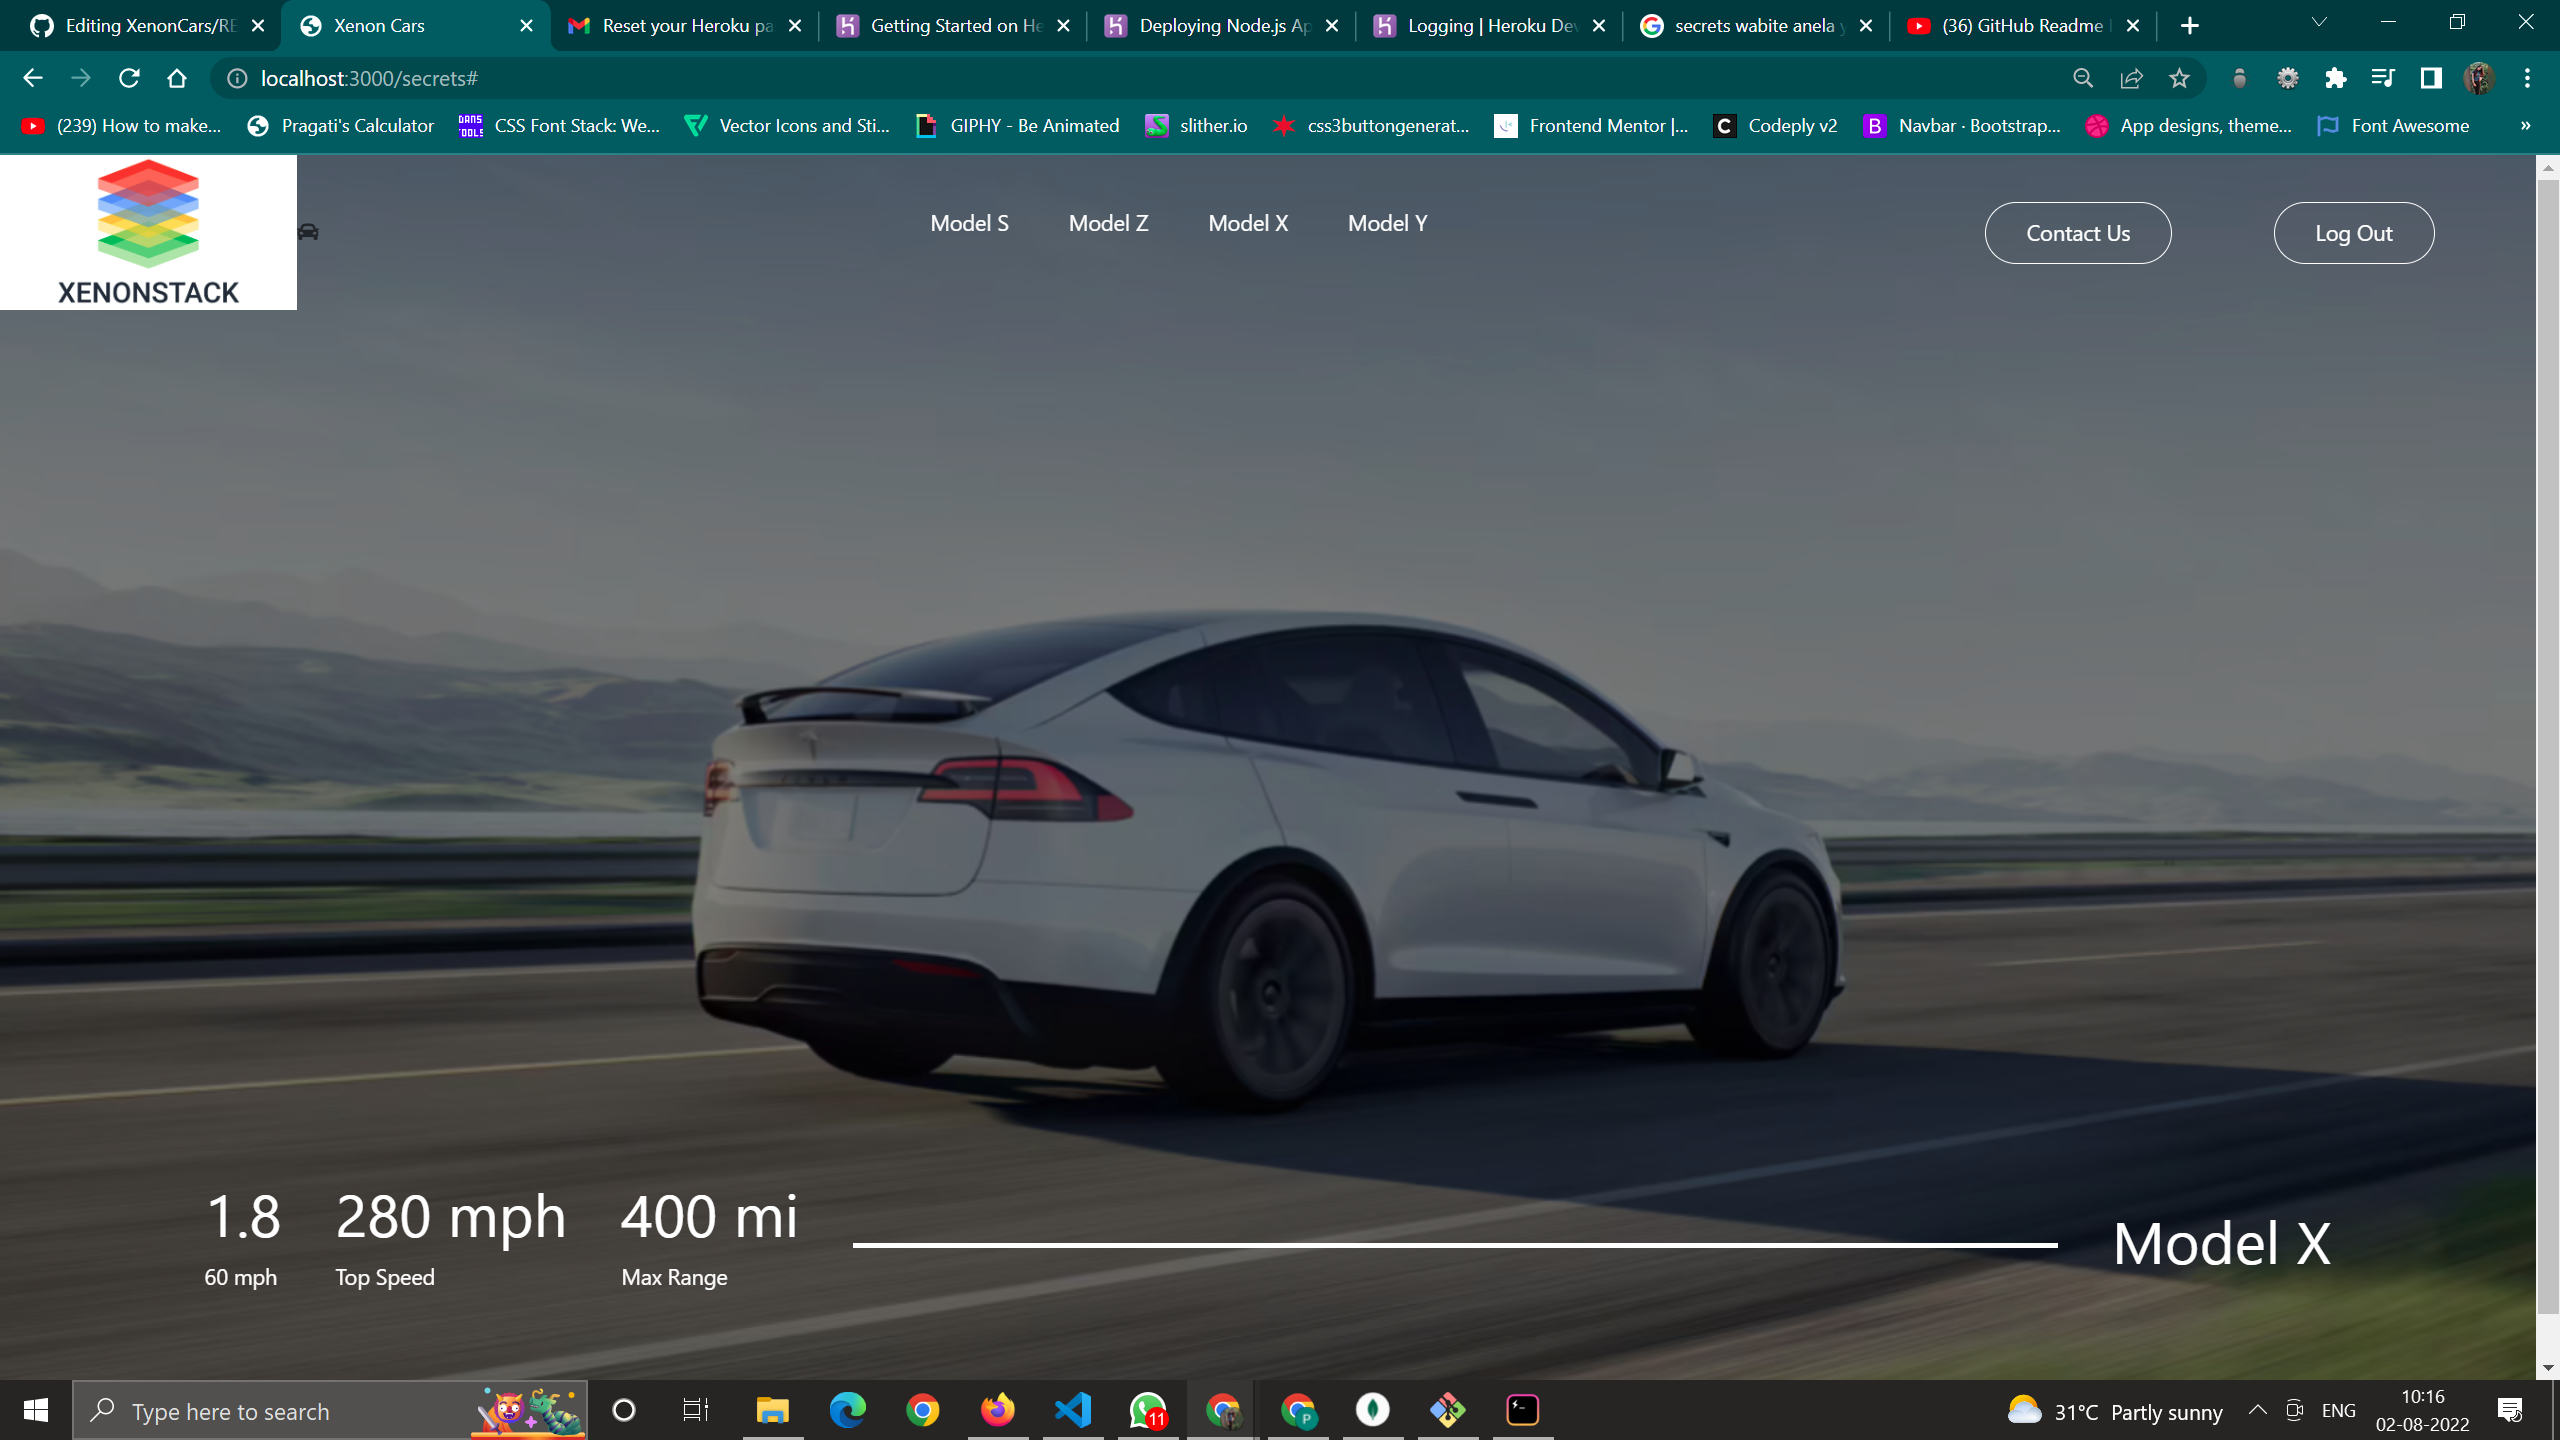 Editing XenonCars/RE
Xenon Cars
Reset your Heroku pa
Getting Started on He
Deploying Node.js Ap
Logging | Heroku Dev
secrets wabite anela y
(36) GitHub Readme
localhost:3000/secrets#
(239) How to make...
Pragati's Calculator
DANS TOOLS
CSS Font Stack: We...
Vector Icons and Sti...
GIPHY - Be Animated
slither.io
css3buttongenerat...
Frontend Mentor |...
C
Codeply v2
B
Navbar · Bootstrap...
App designs, theme...
Font Awesome
»
XENONSTACK
Model S
Model Z
Model X
Model Y
Contact Us
Log Out
1.8
280 mph
400 mi
60 mph
Top Speed
Max Range
Model X
Type here to search
11
P
31°C Partly sunny
ENG
10:16
02-08-2022